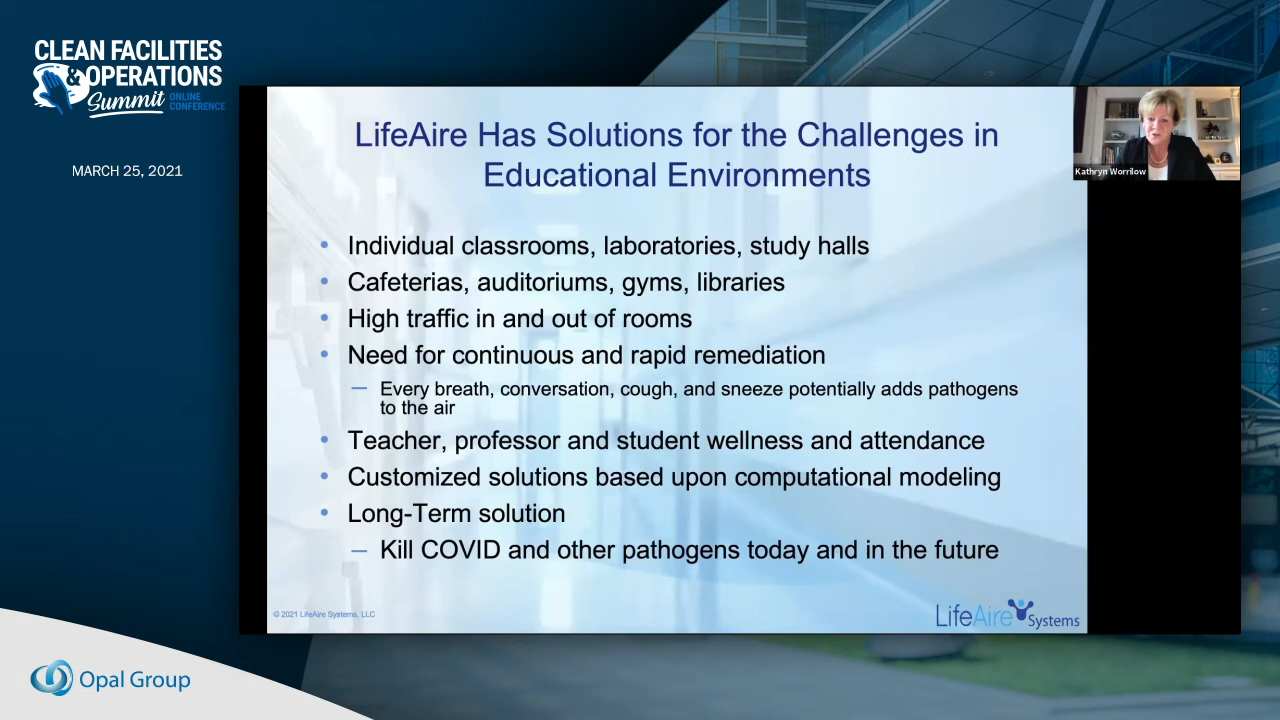 CLEAN FACILITIES
& OPERATIONS
Summit ONLINE CONFERENCE
MARCH 25, 2021
LifeAire Has Solutions for the Challenges in
Educational Environments
Kathryn Worrilow
• Individual classrooms, laboratories, study halls
• Cafeterias, auditoriums, gyms, libraries
• High traffic in and out of rooms
• Need for continuous and rapid remediation
– Every breath, conversation, cough, and sneeze potentially adds pathogens
to the air
• Teacher, professor and student wellness and attendance
• Customized solutions based upon computational modeling
• Long-Term solution
– Kill COVID and other pathogens today and in the future
© 2021 LifeAire Systems, LLC
LifeAire Systems
Opal Group